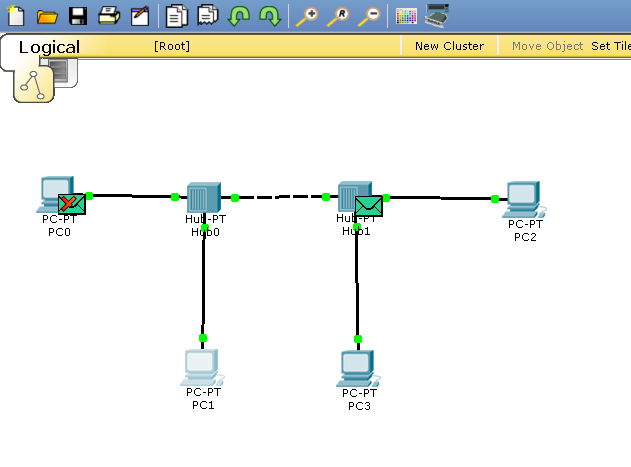 Logical
[Root]
New Cluster
Move Object
Set Tile
PC-PT
PC0
Hub-PT
Hub0
Hub-PT
Hub1
PC-PT
PC2
PC-PT
PC1
PC-PT
PC3